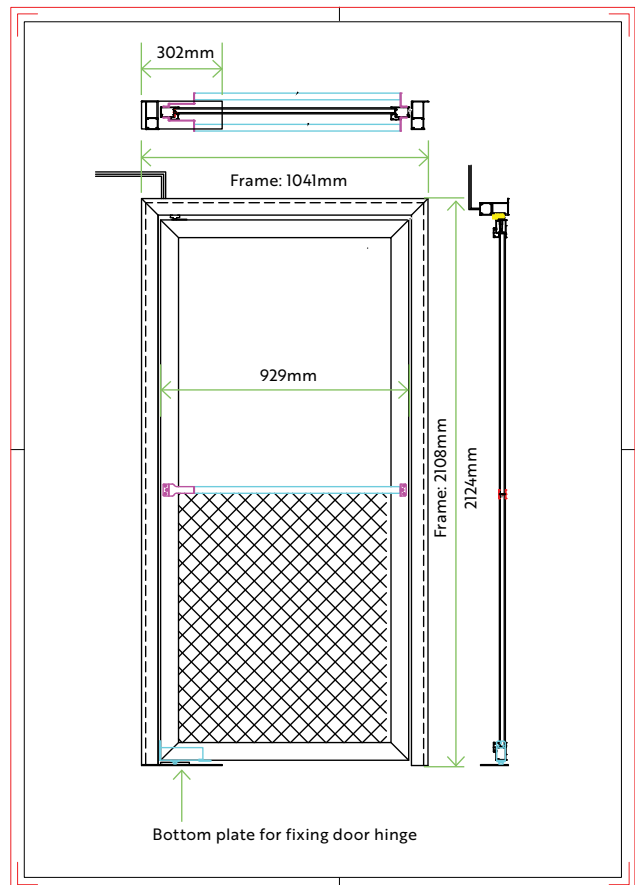 302mm
Frame: 1041mm
929mm
Frame: 2108mm
2124mm
Bottom plate for fixing door hinge